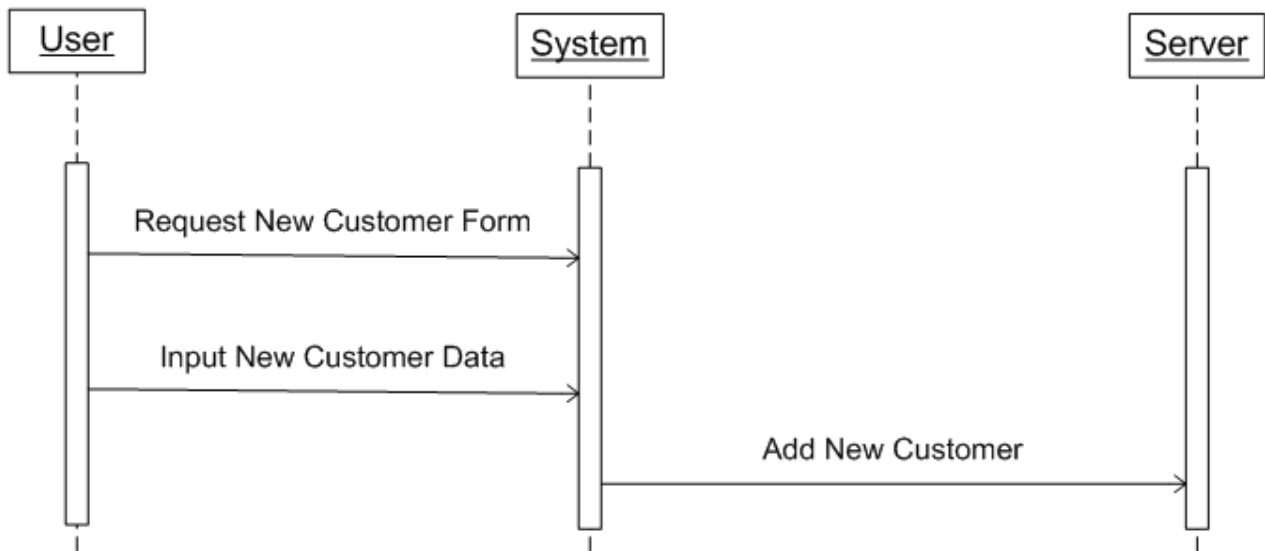 User
System
Server
Request New Customer Form
Input New Customer Data
Add New Customer